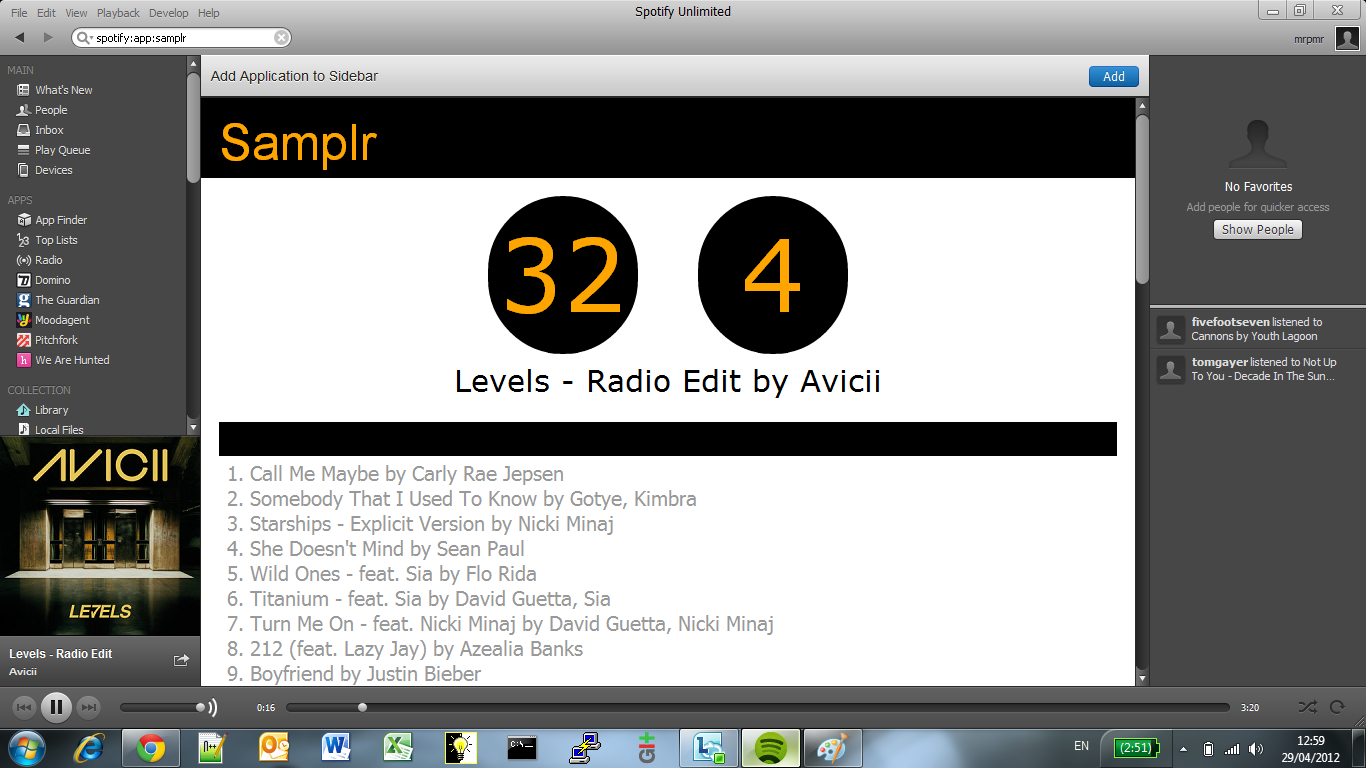 File Edit View Playback Develop Help
Spotify Unlimited
spotify:app:samplr
mrpmr
MAIN
What's New
People
Inbox
Play Queue
Devices
APPS
App Finder
Top Lists
Radio
Domino
The Guardian
Moodagent
Pitchfork
We Are Hunted
COLLECTION
Library
Local Files
AVICII
LE7ELS
Levels - Radio Edit
Avicii
Add Application to Sidebar
Add
Samplr
32 4
Levels - Radio Edit by Avicii
1. Call Me Maybe by Carly Rae Jepsen
2. Somebody That I Used To Know by Gotye, Kimbra
3. Starships - Explicit Version by Nicki Minaj
4. She Doesn't Mind by Sean Paul
5. Wild Ones - feat. Sia by Flo Rida
6. Titanium - feat. Sia by David Guetta, Sia
7. Turn Me On - feat. Nicki Minaj by David Guetta, Nicki Minaj
8. 212 (feat. Lazy Jay) by Azealia Banks
9. Boyfriend by Justin Bieber
No Favorites
Add people for quicker access
Show People
fivefootseven listened to
Cannons by Youth Lagoon
tomgayer listened to Not Up
To You - Decade In The Sun...
0:16
3:20
EN
(2:51)
12:59
29/04/2012